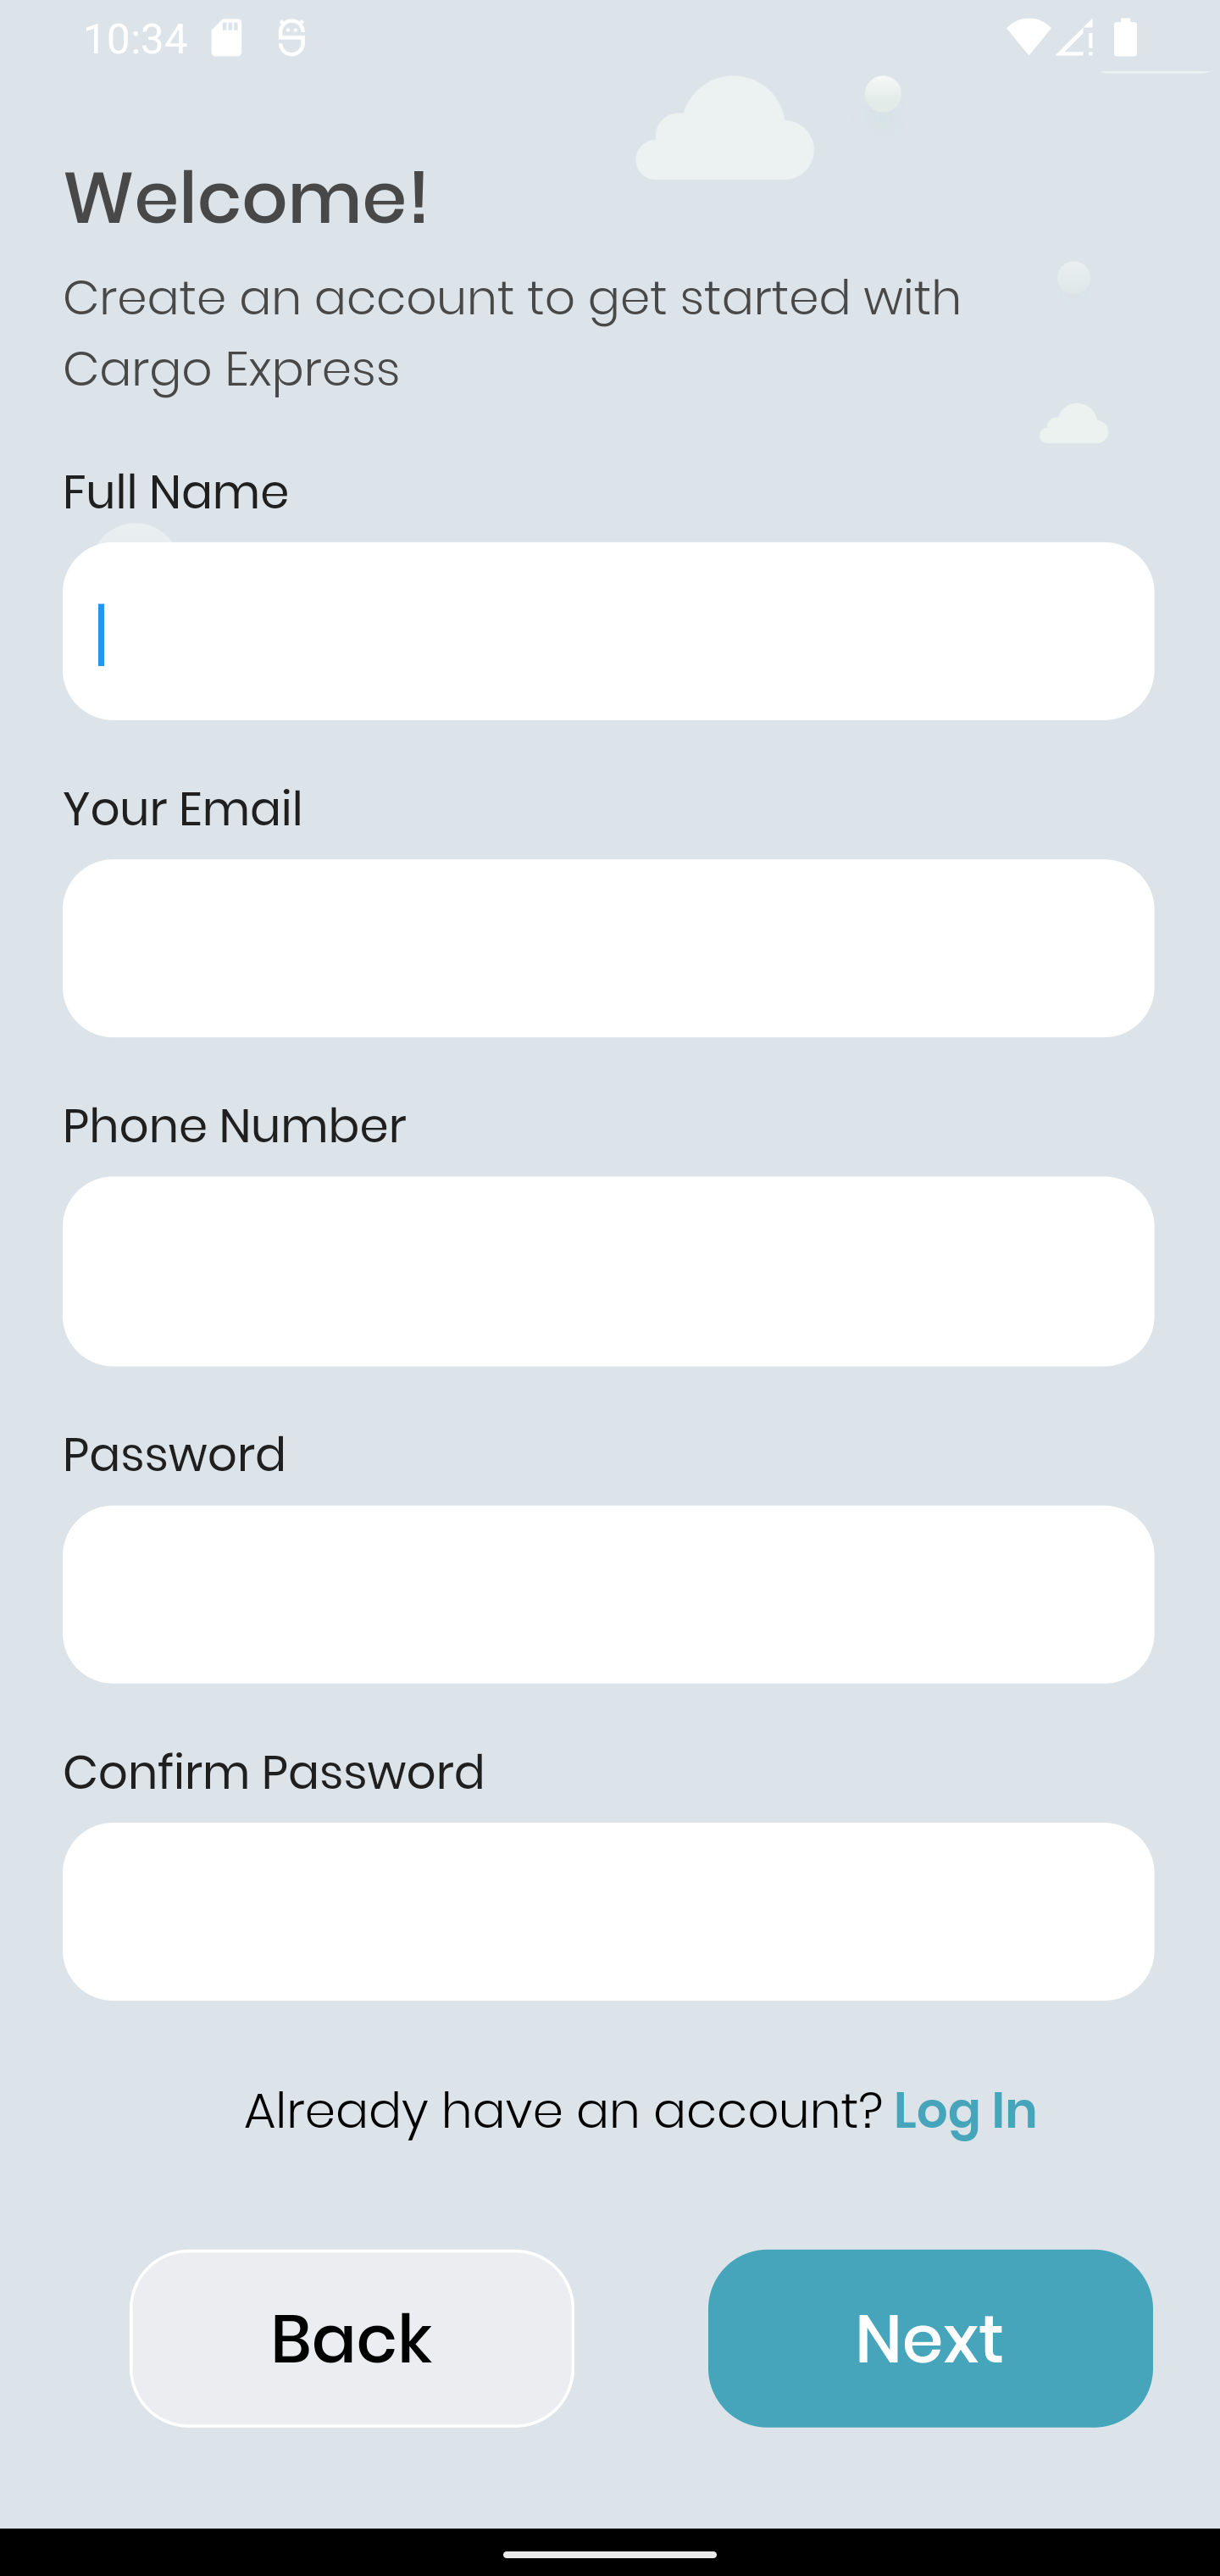 10:34
Welcome!
Create an account to get started with
Cargo Express
Full Name
Your Email
Phone Number
Password
Confirm Password
Already have an account? Log In
Back
Next